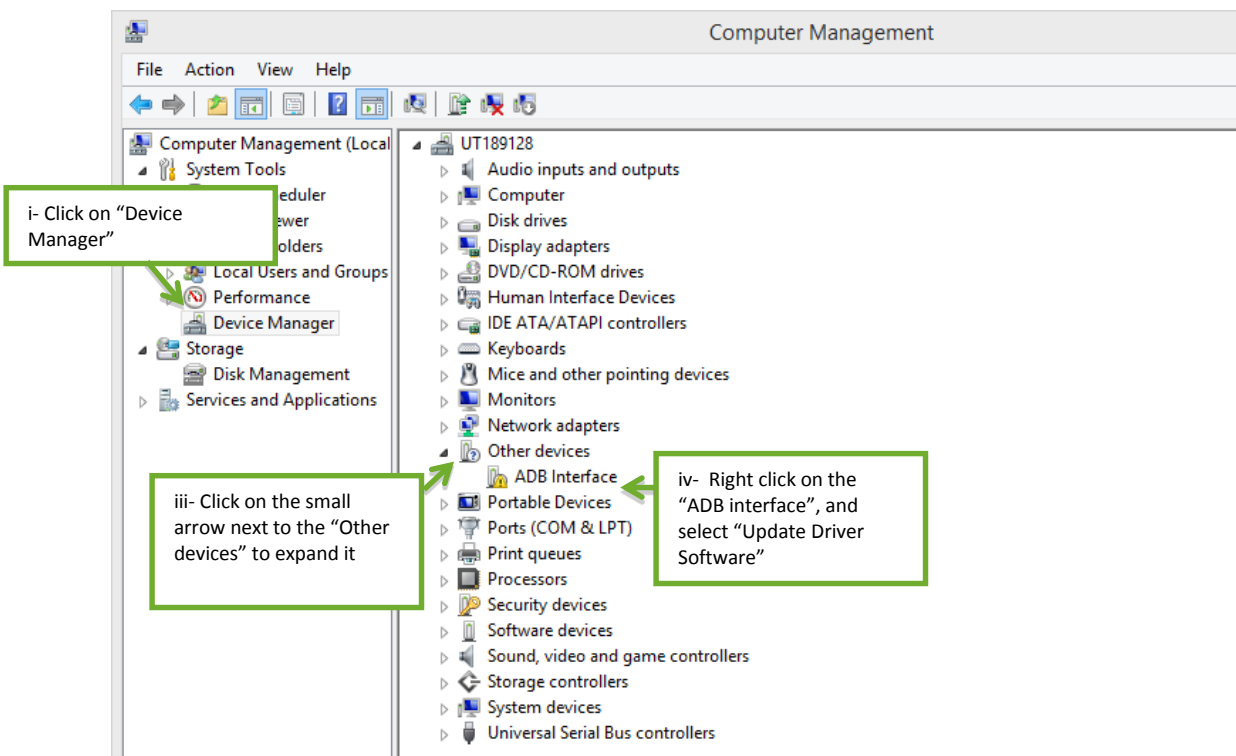 Computer Management
File Action View Help
Computer Management (Local
System Tools
eduler
ewer
olders
Local Users and Groups
Performance
Device Manager
Storage
Disk Management
Services and Applications
i- Click on “Device
Manager”
UT189128
Audio inputs and outputs
Computer
Disk drives
Display adapters
DVD/CD-ROM drives
Human Interface Devices
IDE ATA/ATAPI controllers
Keyboards
Mice and other pointing devices
Monitors
Network adapters
Other devices
ADB Interface
Portable Devices
Ports (COM & LPT)
Print queues
Processors
Security devices
Software devices
Sound, video and game controllers
Storage controllers
System devices
Universal Serial Bus controllers
iii- Click on the small
arrow next to the “Other
devices” to expand it
iv- Right click on the
“ADB interface”, and
select “Update Driver
Software”